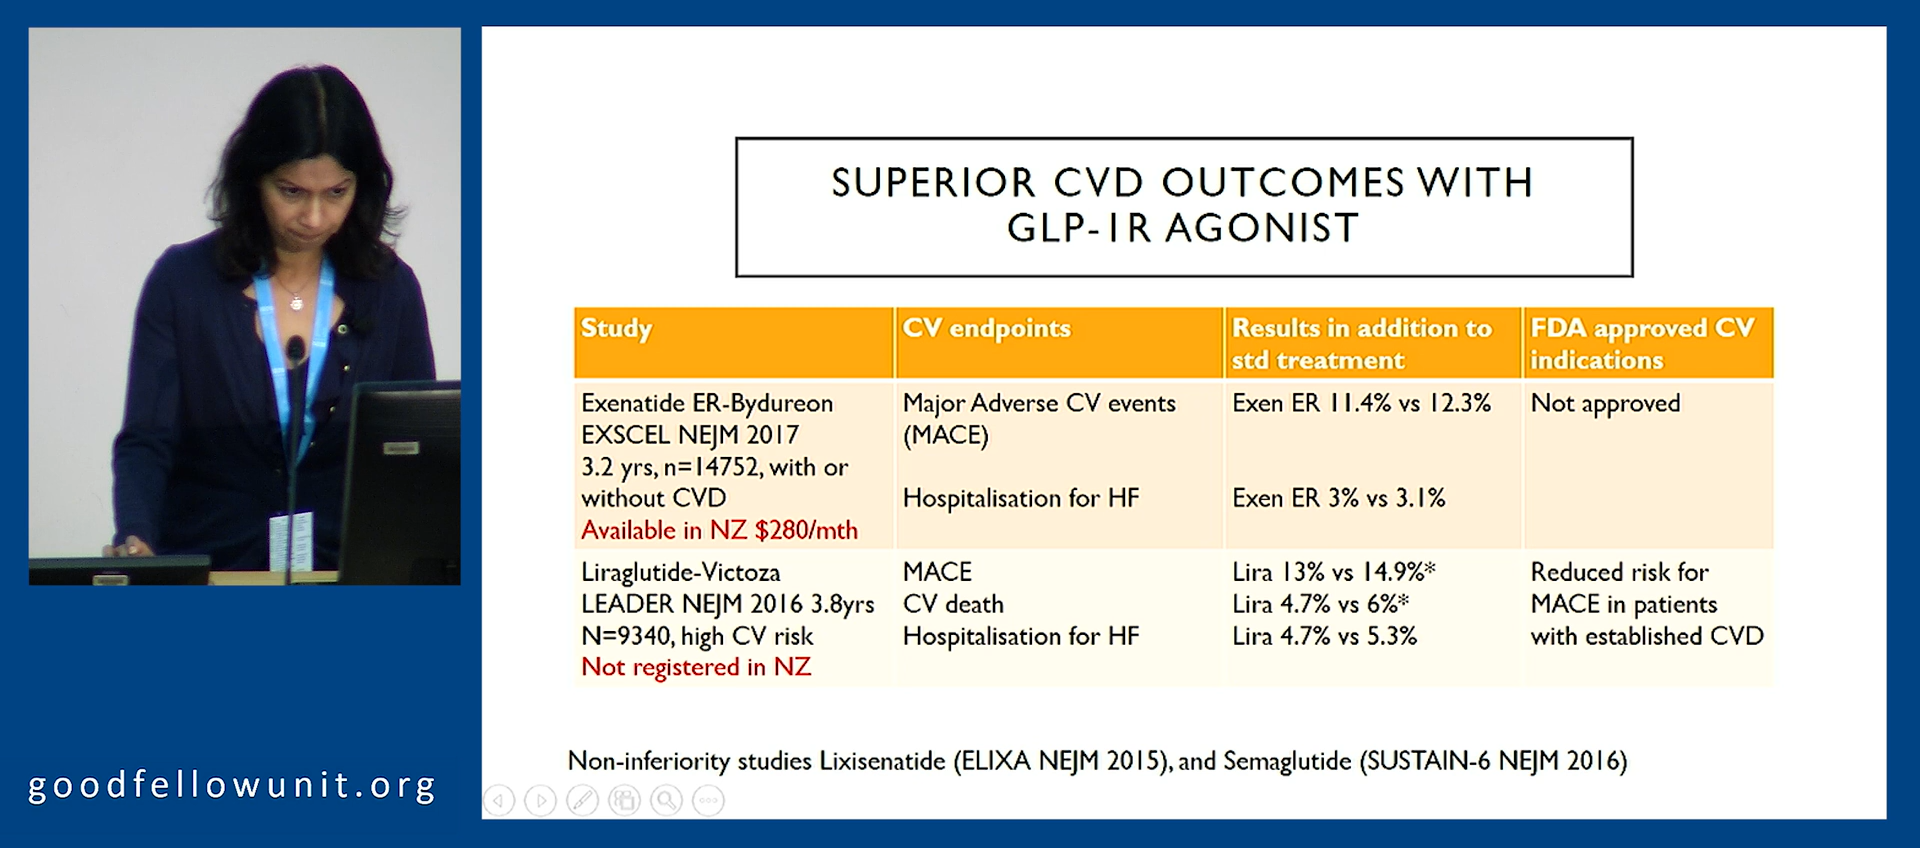 SUPERIOR CVD OUTCOMES WITH
GLP-1R AGONIST
Study
CV endpoints
Results in addition to
std treatment
FDA approved CV
indications
Exenatide ER-Bydureon
EXSCEL NEJM 2017
3.2 yrs, n=14752, with or
without CVD
Available in NZ $280/mth
Major Adverse CV events
(MACE)
Hospitalisation for HF
Exen ER 11.4% vs 12.3%
Exen ER 3% vs 3.1%
Not approved
Liraglutide-Victoza
LEADER NEJM 2016 3.8yrs
N=9340, high CV risk
Not registered in NZ
MACE
CV death
Hospitalisation for HF
Lira 13% vs 14.9%*
Lira 4.7% vs 6%*
Lira 4.7% vs 5.3%
Reduced risk for
MACE in patients
with established CVD
Non-inferiority studies Lixisenatide (ELIXA NEJM 2015), and Semaglutide (SUSTAIN-6 NEJM 2016)
goodfellowunit.org